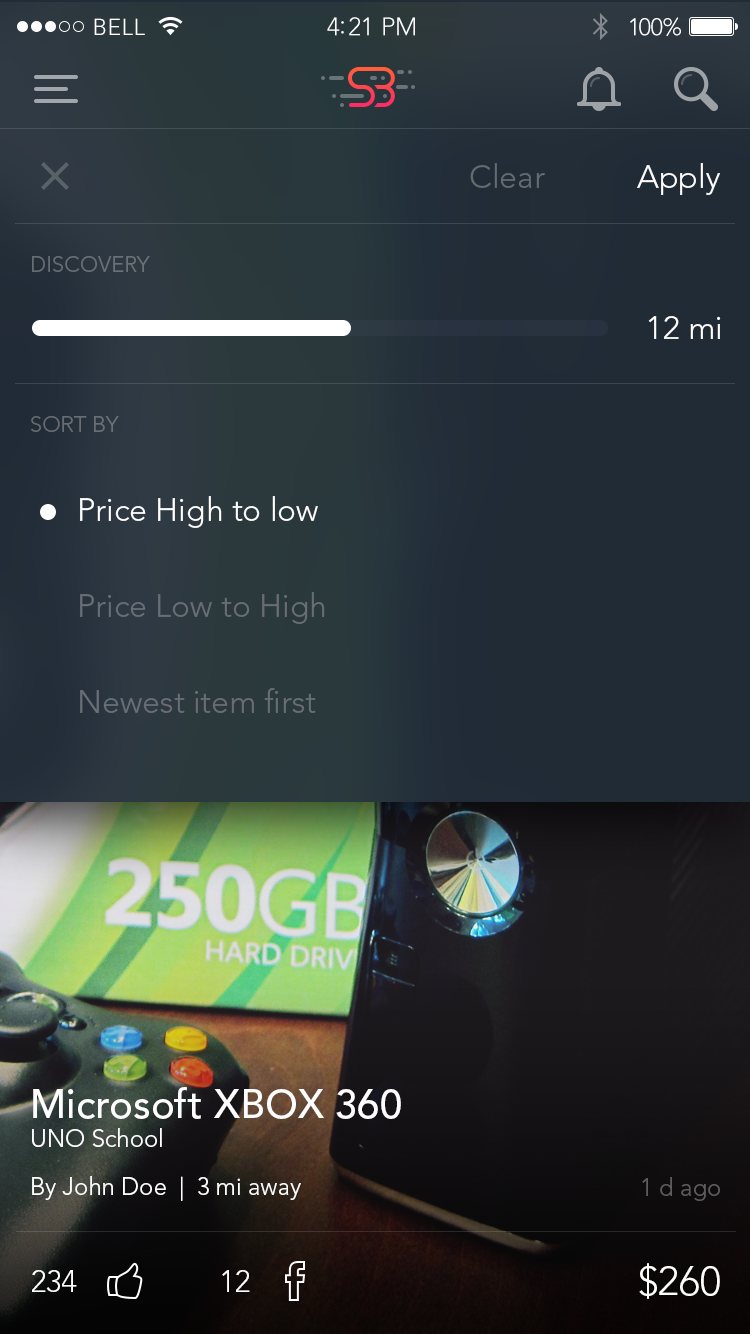 BELL 4:21 PM 100%
SB
Clear Apply
DISCOVERY
12 mi
SORT BY
Price High to low
Price Low to High
Newest item first
250GB
HARD DRIV
Microsoft XBOX 360
UNO School
By John Doe | 3 mi away 1 d ago
234 12 f $260